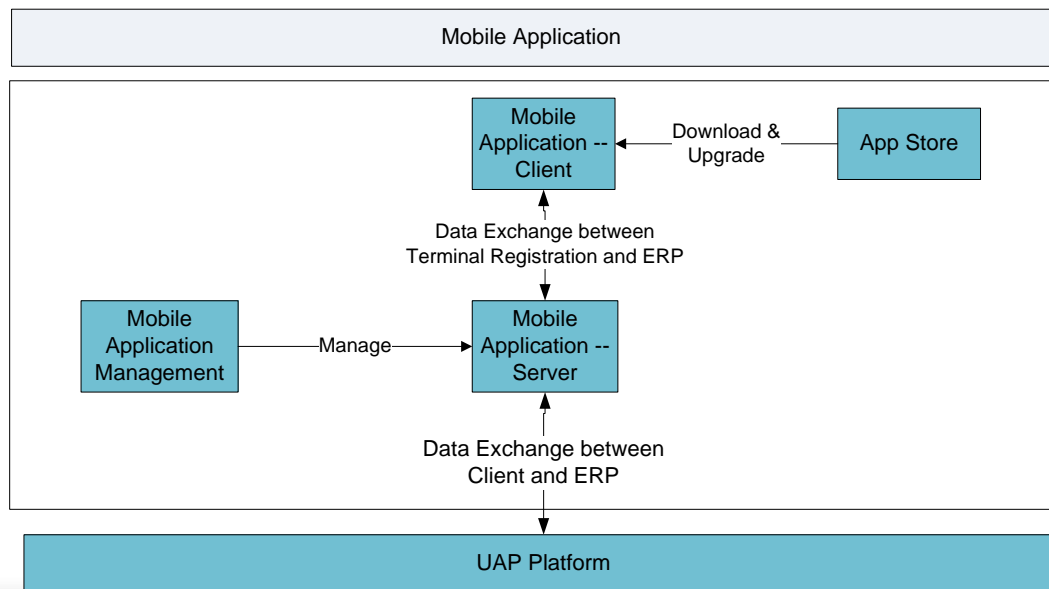 Mobile Application
Mobile
Application --
Client
Download &
Upgrade
App Store
Data Exchange between
Terminal Registration and ERP
Mobile
Application
Management
Manage
Mobile
Application --
Server
Data Exchange between
Client and ERP
UAP Platform